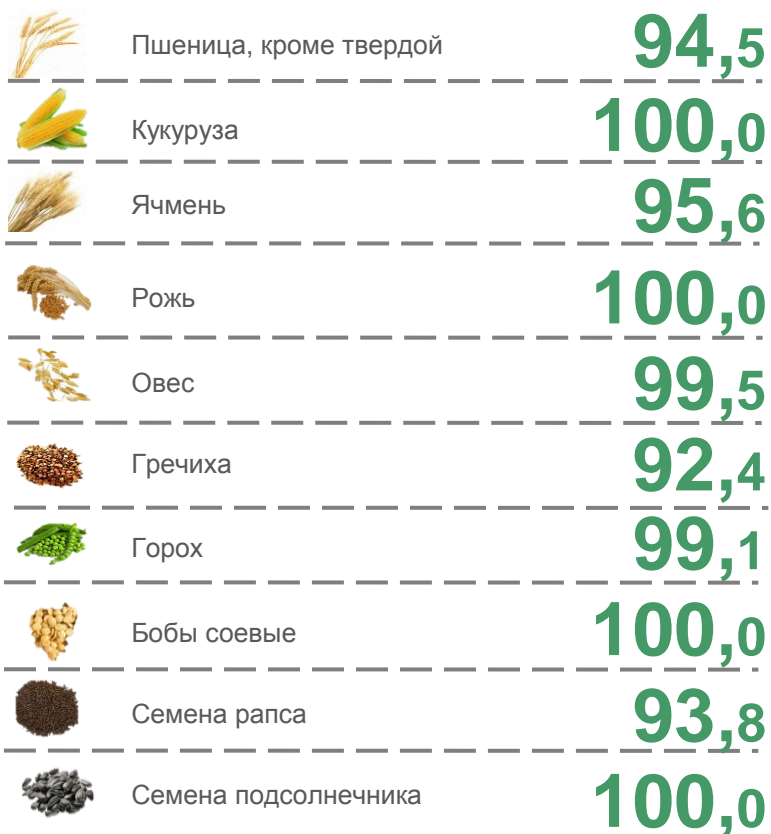 Пшеница, кроме твердой 94,5
Кукуруза 100,0
Ячмень 95,6
Рожь 100,0
Овес 99,5
Гречиха 92,4
Горох 99,1
Бобы соевые 100,0
Семена рапса 93,8
Семена подсолнечника 100,0